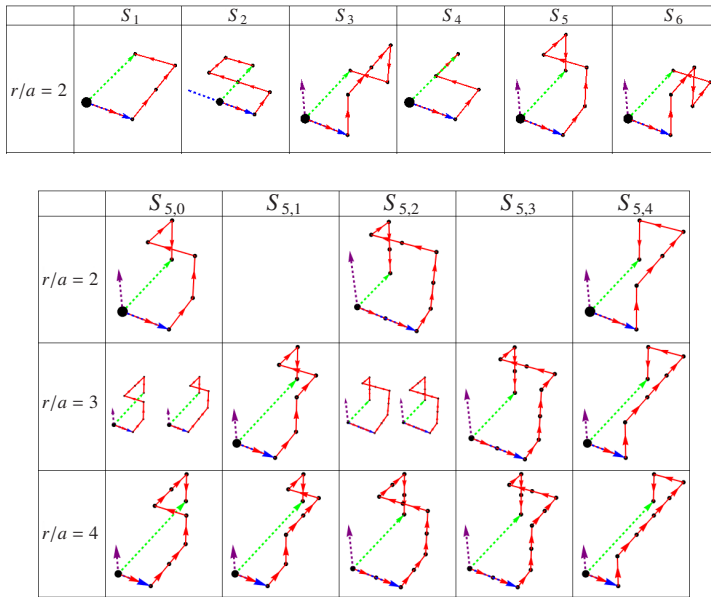 S₁ S₂ S₃ S₄ S₅ S₆
r/a = 2
S₅,₀ S₅,₁ S₅,₂ S₅,₃ S₅,₄
r/a = 2
r/a = 3
r/a = 4